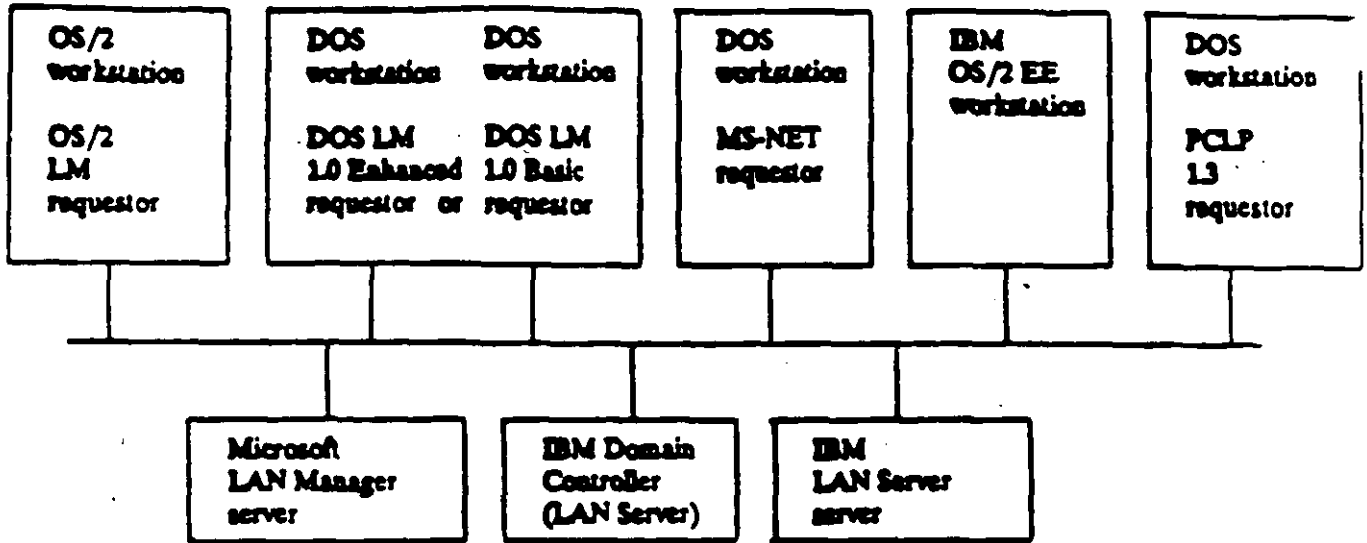 OS/2
workstation
OS/2
LM
requestor
DOS
workstation
DOS LM
1.0 Enhanced
requestor or
DOS
workstation
DOS LM
1.0 Basic
requestor
DOS
workstation
MS-NET
requestor
IBM
OS/2 EE
workstation
DOS
workstation
PCLP
1.3
requestor
Microsoft
LAN Manager
server
IBM Domain
Controller
(LAN Server)
IBM
LAN Server
server